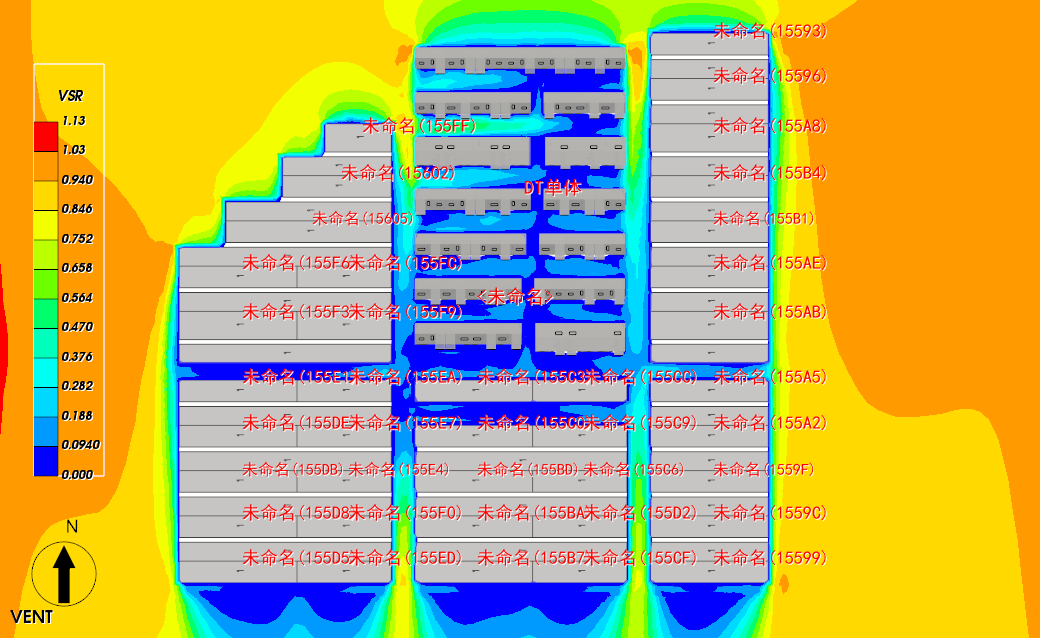 未命名(15593)
VSR
未命名(15596)
1.13
未命名(155FF)
未命名(155A8)
1.03
0.940
未命名(15602)
未命名(155B4)
DT单体
0.846
未命名(15605)
未命名(155B1)
0.752
未命名(155F6未命名(155FC)
未命名(155AE)
0.658
0.564
<未命名>
未命名(155F3未命名(155F9)
未命名(155AB)
0.470
0.376
未命名(155E1未命名(155EA)
未命名(155C3未命名(155CC)
未命名(155A5)
0.282
0.188
未命名(155DE未命名(155E7)
未命名(155C0未命名(155C9)
未命名(155A2)
0.0940
0.000
未命名(155DB)未命名(155E4)
未命名(155BD)未命名(155C6)
未命名(1559F)
未命名(155D8未命名(155F0)
未命名(155BA未命名(155D2)
未命名(1559C)
N
未命名(155D5未命名(155ED)
未命名(155B7未命名(155CF)
未命名(15599)
VENT